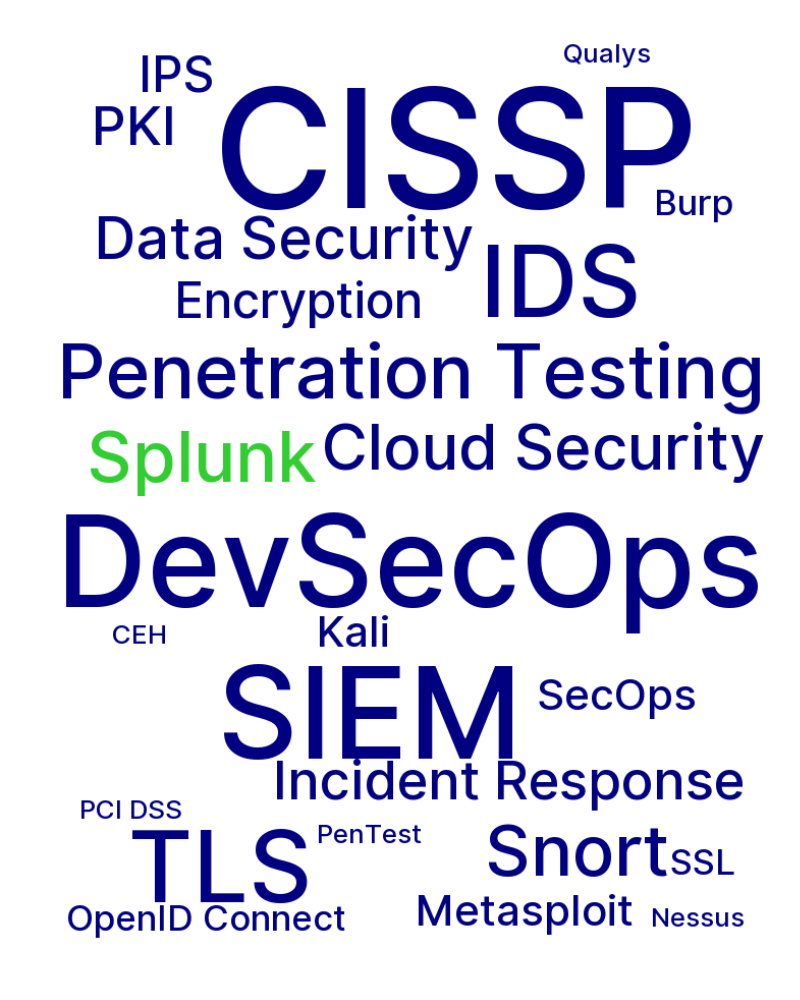 Qualys
IPS
CISSP
PKI
Burp
Data Security
IDS
Encryption
Penetration Testing
Splunk
Cloud Security
DevSecOps
CEH
Kali
SIEM
SecOps
Incident Response
PCI DSS
TLS
PenTest
Snort
SSL
OpenID Connect
Metasploit
Nessus